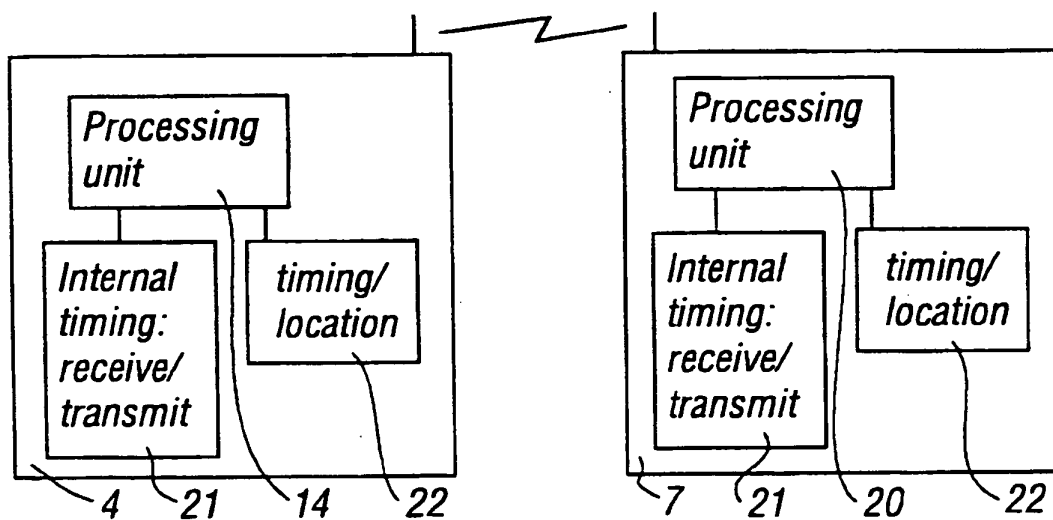 Processing
unit
Internal
timing:
receive/
transmit
timing/
location
4 21 14 22
Processing
unit
Internal
timing:
receive/
transmit
timing/
location
7 21 20 22